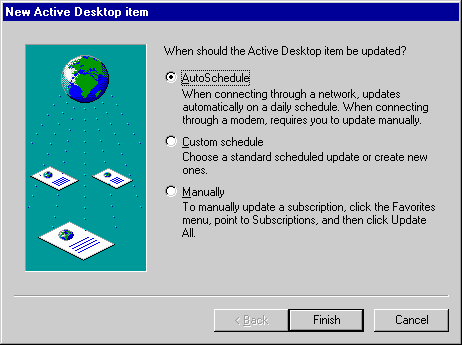 New Active Desktop item
When should the Active Desktop item be updated?
AutoSchedule
When connecting through a network, updates
automatically on a daily schedule. When connecting
through a modem, requires you to update manually.
Custom schedule
Choose a standard scheduled update or create new
ones.
Manually
To manually update a subscription, click the Favorites
menu, point to Subscriptions, and then click Update
All.
< Back
Finish
Cancel